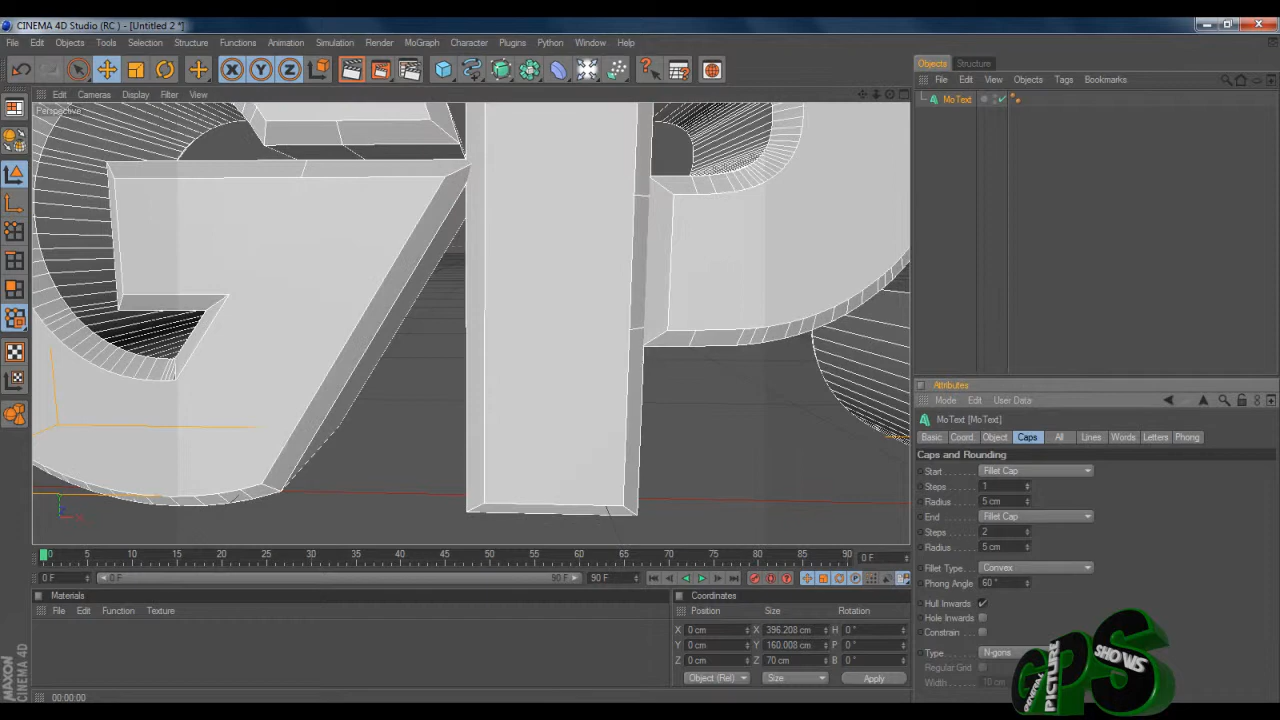 CINEMA 4D Studio (RC ) - [Untitled 2 *]
File Edit Objects Tools Selection Structure Functions Animation Simulation Render MoGraph Character Plugins Python Window Help
X Y Z
Edit Cameras Display Filter View
Perspective
Objects Structure
File Edit View Objects Tags Bookmarks
MoText
Attributes
Mode Edit User Data
MoText [MoText]
Basic Coord. Object Caps All Lines Words Letters Phong
Caps and Rounding
Start Fillet Cap
Steps 1
Radius 5 cm
End Fillet Cap
Steps 2
Radius 5 cm
Fillet Type Convex
Phong Angle 60 °
Hull Inwards
Hole Inwards
Constrain
Type N-gons
Regular Grid
Width 10 cm
0 5 10 15 20 25 30 35 40 45 50 55 60 65 70 75 80 85 90 0 F
0 F 0 F 90 F 90 F
Materials
File Edit Function Texture
Coordinates
Position Size Rotation
X 0 cm X 396.208 cm H 0 °
Y 0 cm Y 160.008 cm P 0 °
Z 0 cm Z 70 cm B 0 °
Object (Rel) Size Apply
00:00:00
MAXON CINEMA 4D
GPS
GENERAL PICTURE SHOWS